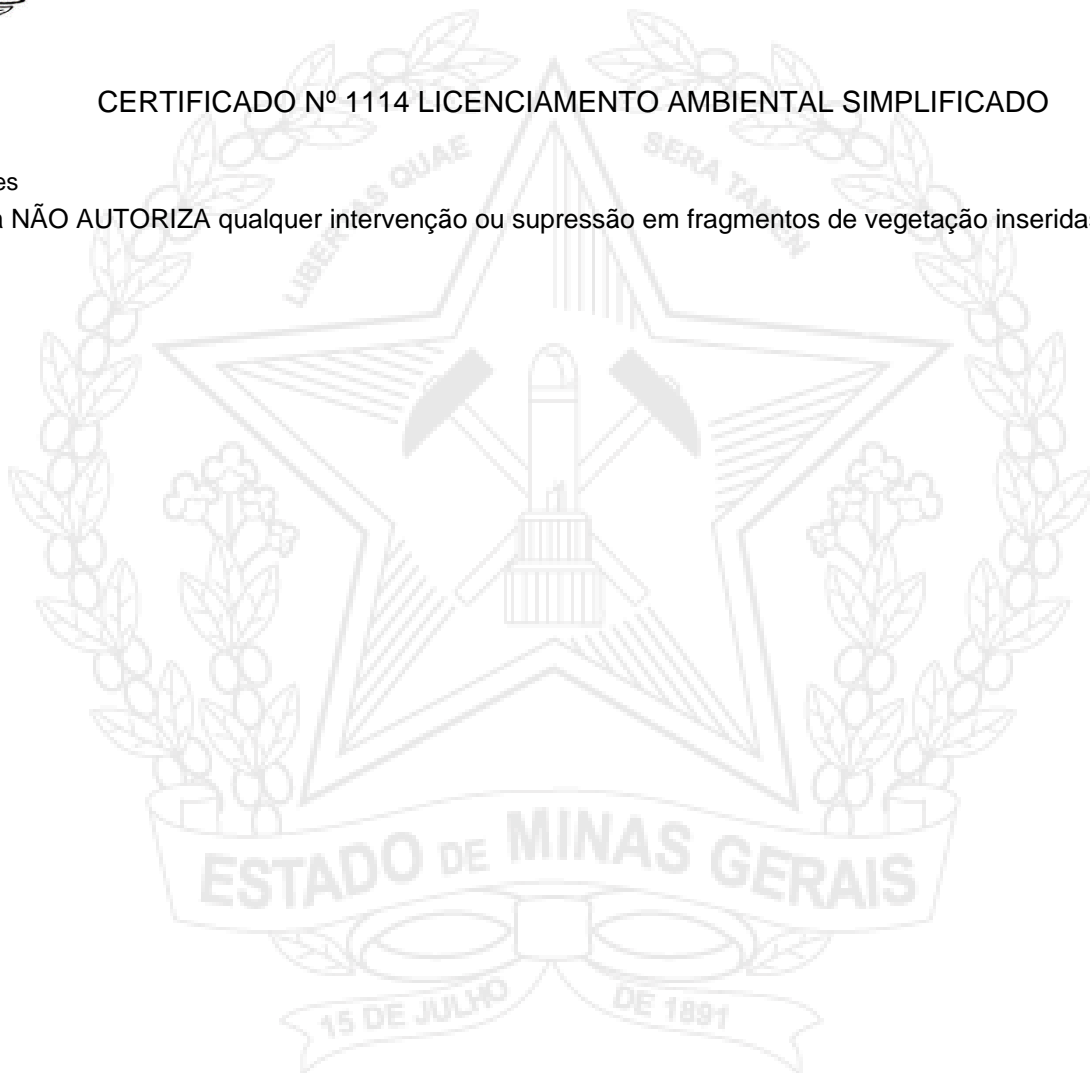 CERTIFICADO Nº 1114 LICENCIAMENTO AMBIENTAL SIMPLIFICADO
LIBERTAS QUAE SERA TAMEN
es
a NÃO AUTORIZA qualquer intervenção ou supressão em fragmentos de vegetação inserida
ESTADO DE MINAS GERAIS
15 DE JULHO DE 1891